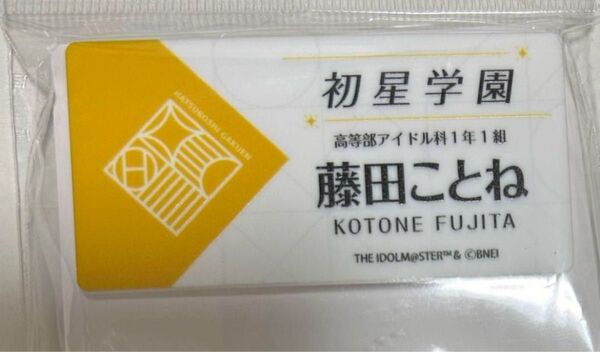 HATSUBOSHI GAKUEN
初星学園
高等部アイドル科1年1組
藤田ことね
KOTONE FUJITA
THE IDOLM@STER™& ©BNEI